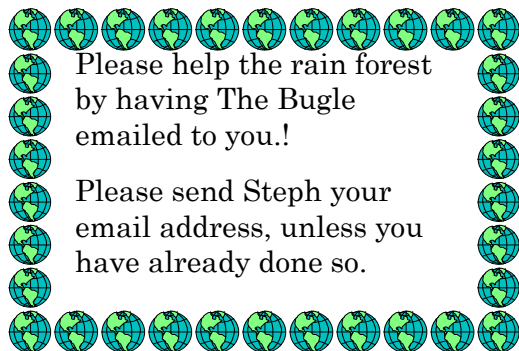 Please help the rain forest
by having The Bugle
emailed to you.!
Please send Steph your
email address, unless you
have already done so.